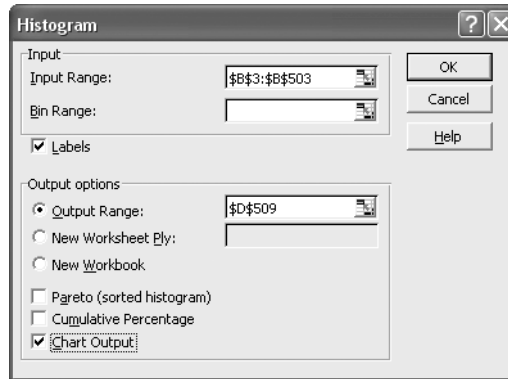 Histogram
Input
Input Range: $B$3:$B$503
Bin Range:
Labels
OK
Cancel
Help
Output options
Output Range: $D$509
New Worksheet Ply:
New Workbook
Pareto (sorted histogram)
Cumulative Percentage
Chart Output